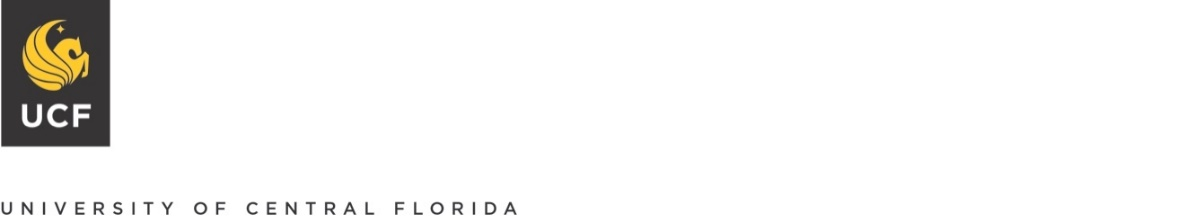 UCF
UNIVERSITY OF CENTRAL FLORIDA